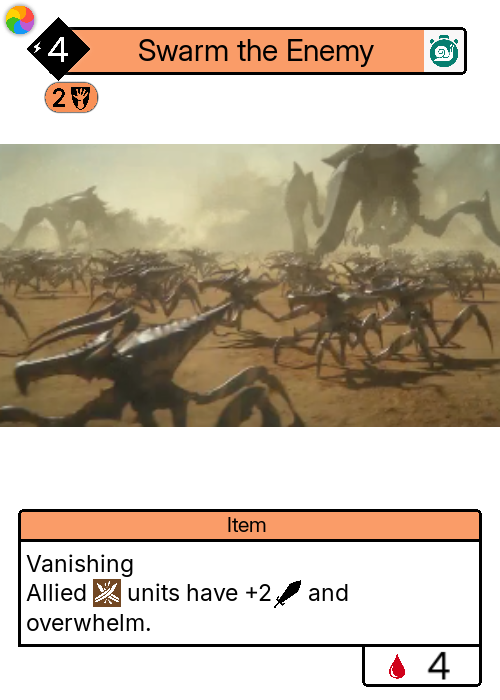 4
Swarm the Enemy
2
Item
Vanishing
Allied units have +2 and
overwhelm.
4